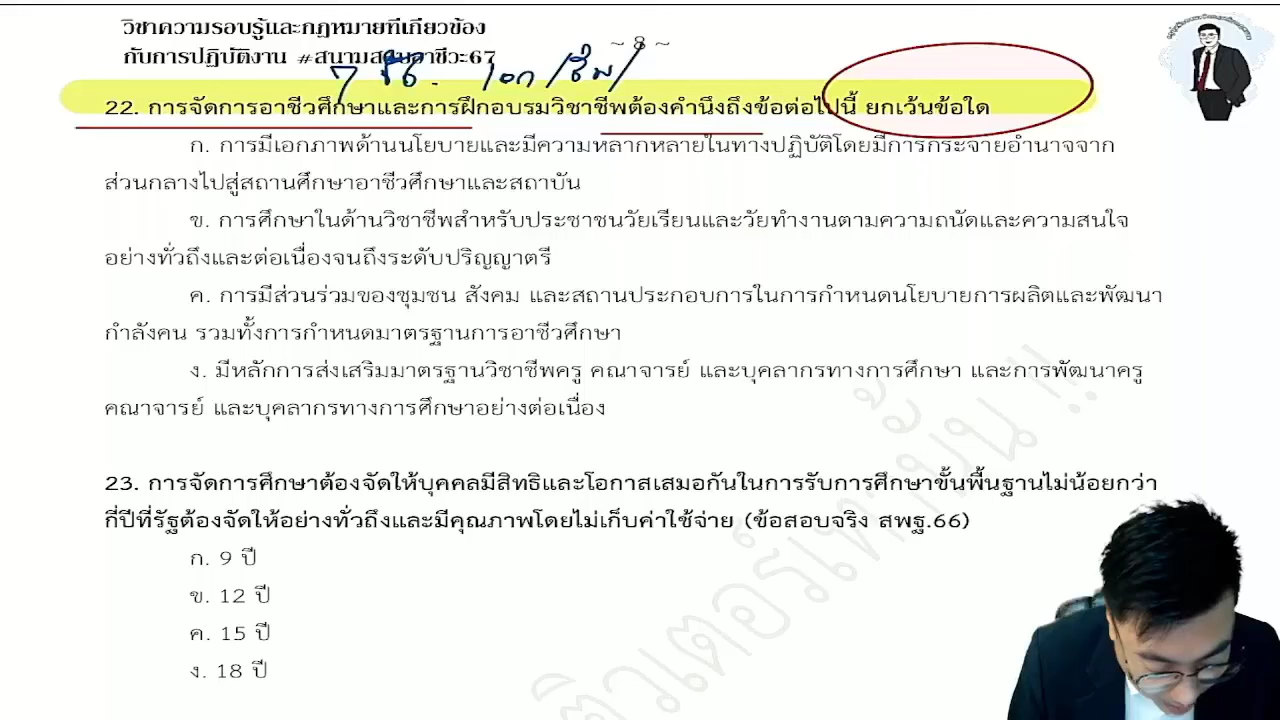 วิชาความรอบรู้และกฎหมายที่เกี่ยวข้อง
กับการปฏิบัติงาน #สนามสอบอาชีวะ67
~ 8 ~
7 ข้อ. เอก /
22. การจัดการอาชีวศึกษาและการฝึกอบรมวิชาชีพต้องคำนึงถึงข้อต่อไปนี้ ยกเว้นข้อใด
ก. การมีเอกภาพด้านนโยบายและมีความหลากหลายในทางปฏิบัติโดยมีการกระจายอำนาจจาก
ส่วนกลางไปสู่สถานศึกษาอาชีวศึกษาและสถาบัน
ข. การศึกษาในด้านวิชาชีพสำหรับประชาชนวัยเรียนและวัยทำงานตามความถนัดและความสนใจ
อย่างทั่วถึงและต่อเนื่องจนถึงระดับปริญญาตรี
ค. การมีส่วนร่วมของชุมชน สังคม และสถานประกอบการในการกำหนดนโยบายการผลิตและพัฒนา
กำลังคน รวมทั้งการกำหนดมาตรฐานการอาชีวศึกษา
ง. มีหลักการส่งเสริมมาตรฐานวิชาชีพครู คณาจารย์ และบุคลากรทางการศึกษา และการพัฒนาครู
คณาจารย์ และบุคลากรทางการศึกษาอย่างต่อเนื่อง
23. การจัดการศึกษาต้องจัดให้บุคคลมีสิทธิและโอกาสเสมอกันในการรับการศึกษาขั้นพื้นฐานไม่น้อยกว่า
กี่ปีที่รัฐต้องจัดให้อย่างทั่วถึงและมีคุณภาพโดยไม่เก็บค่าใช้จ่าย (ข้อสอบจริง สพฐ.66)
ก. 9 ปี
ข. 12 ปี
ค. 15 ปี
ง. 18 ปี
ติวเตอร์เทาขัน !!